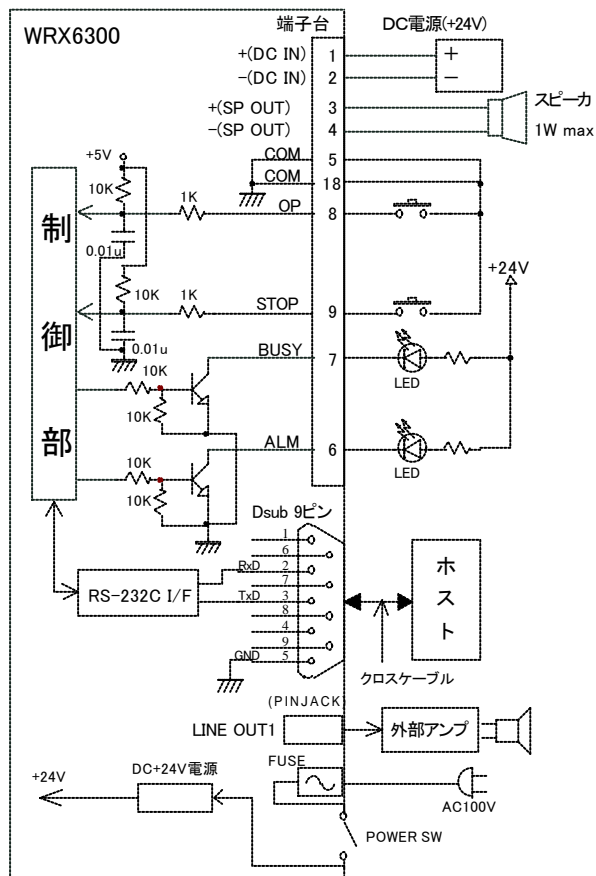 WRX6300
端子台
DC電源(+24V)
+(DC IN)
1
+
−(DC IN)
2
−
+(SP OUT)
3
スピーカ
−(SP OUT)
4
1W max
COM
5
COM
18
+5V
10K
1K
OP
8
制
0.01u
+24V
10K
1K
STOP
9
御
0.01u
BUSY
7
LED
10K
10K
部
ALM
6
LED
10K
10K
Dsub 9ピン
1
6
RxD
2
7
RS-232C I/F
TxD
3
8
4
9
GND
5
ホスト
クロスケーブル
(PINJACK)
LINE OUT1
外部アンプ
FUSE
+24V
DC+24V電源
AC100V
POWER SW